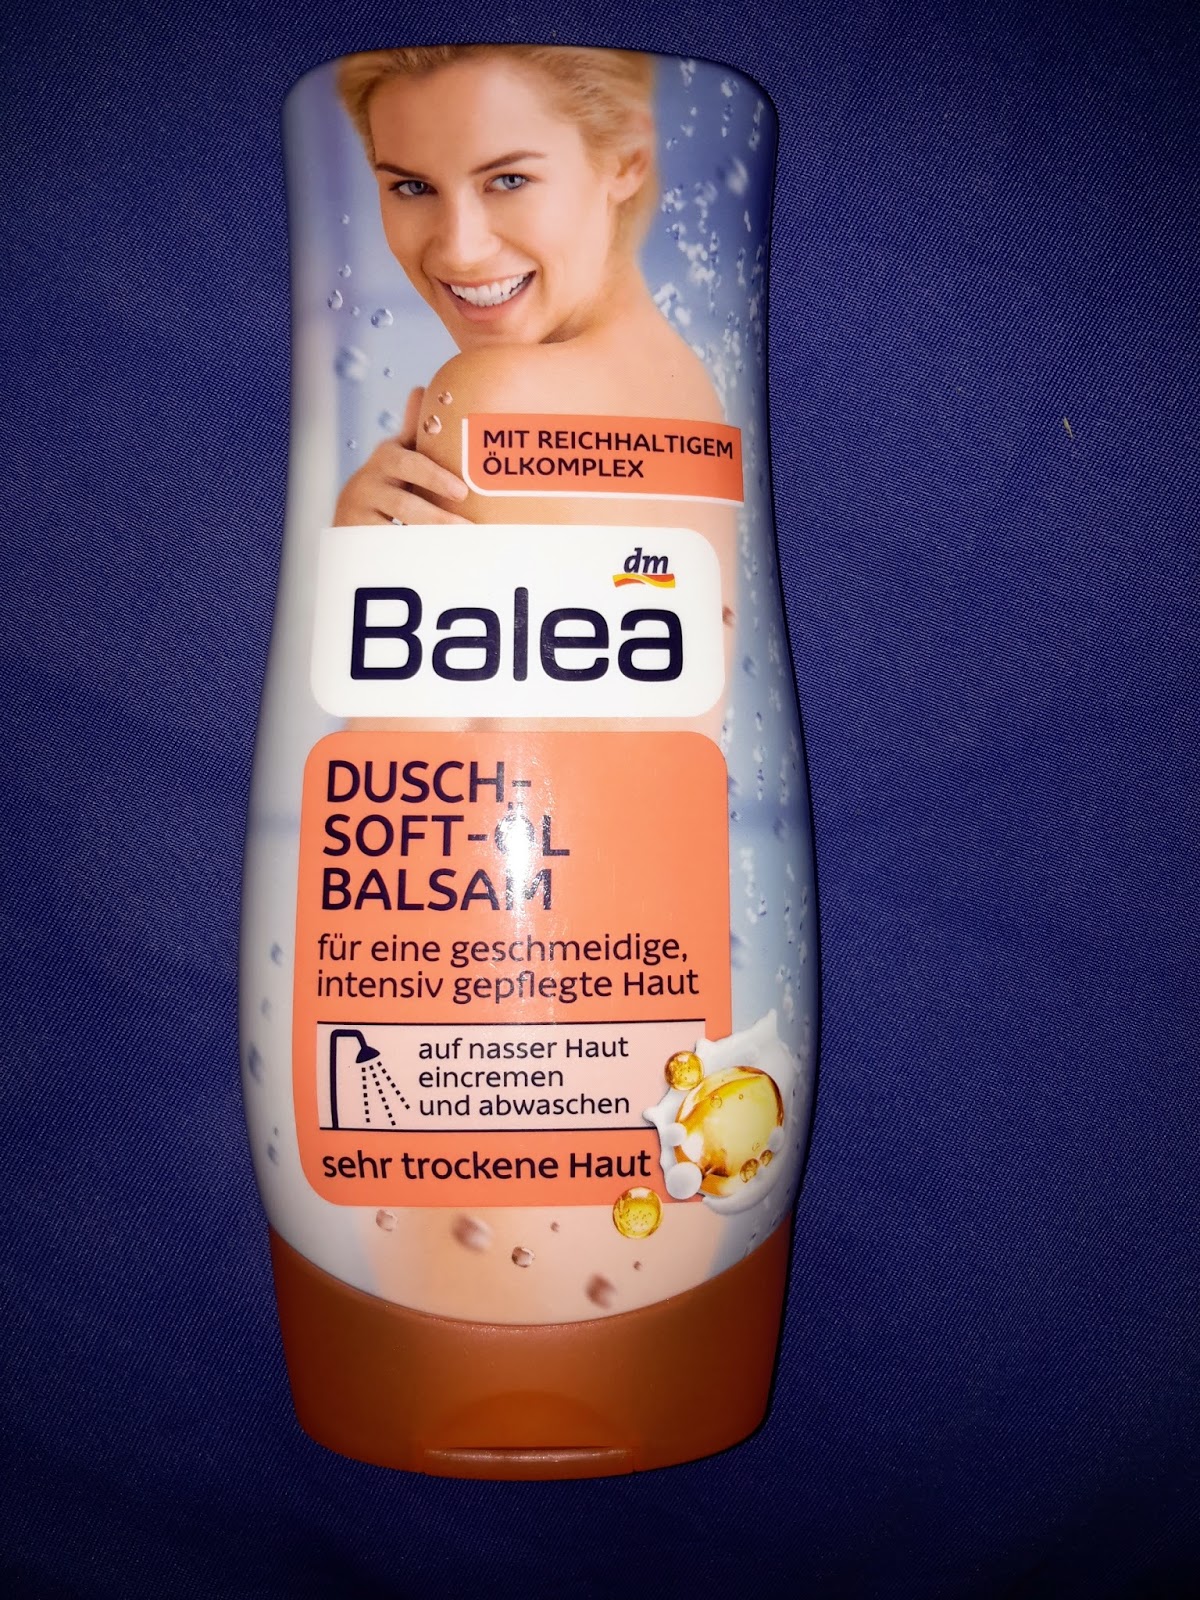 MIT REICHHALTIGEM
ÖLKOMPLEX
dm
Balea
DUSCH-
SOFT-ÖL
BALSAM
für eine geschmeidige,
intensiv gepflegte Haut
auf nasser Haut
eincremen
und abwaschen
sehr trockene Haut